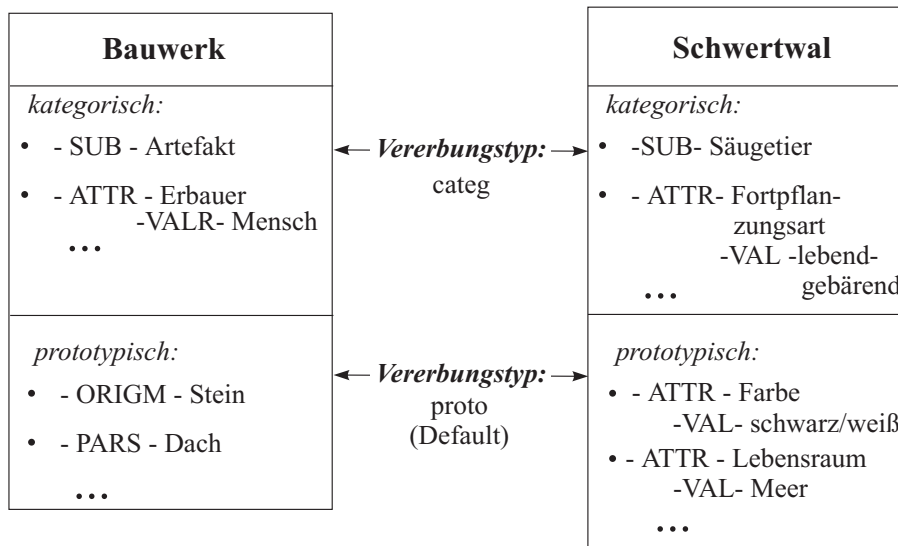 Bauwerk
kategorisch:
• - SUB - Artefakt
• - ATTR - Erbauer
-VALR- Mensch
...
prototypisch:
• - ORIGM - Stein
• - PARS - Dach
...
Vererbungstyp:
categ
Vererbungstyp:
proto
(Default)
Schwertwal
kategorisch:
• -SUB- Säugetier
• - ATTR- Fortpflan-
zungsart
-VAL -lebend-
gebärend
...
prototypisch:
• - ATTR - Farbe
-VAL- schwarz/weiß
• - ATTR - Lebensraum
-VAL- Meer
...